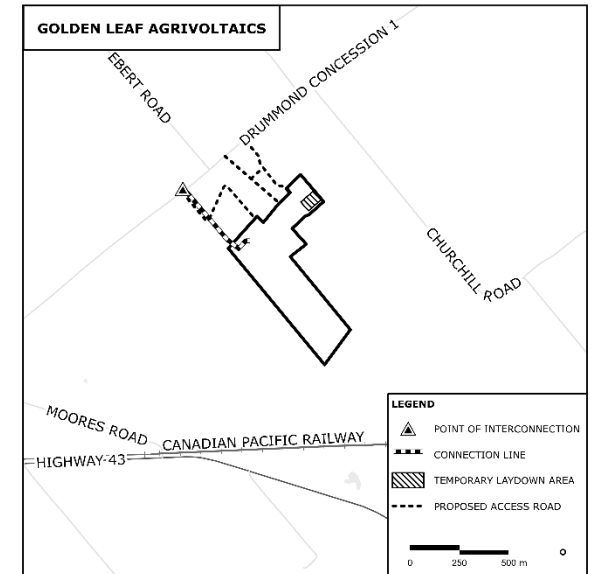 GOLDEN LEAF AGRIVOLTAICS
EBERT ROAD
DRUMMOND CONCESSION 1
CHURCHILL ROAD
MOORES ROAD
CANADIAN PACIFIC RAILWAY
HIGHWAY 43
LEGEND
POINT OF INTERCONNECTION
CONNECTION LINE
TEMPORARY LAYDOWN AREA
PROPOSED ACCESS ROAD
0 250 500 m